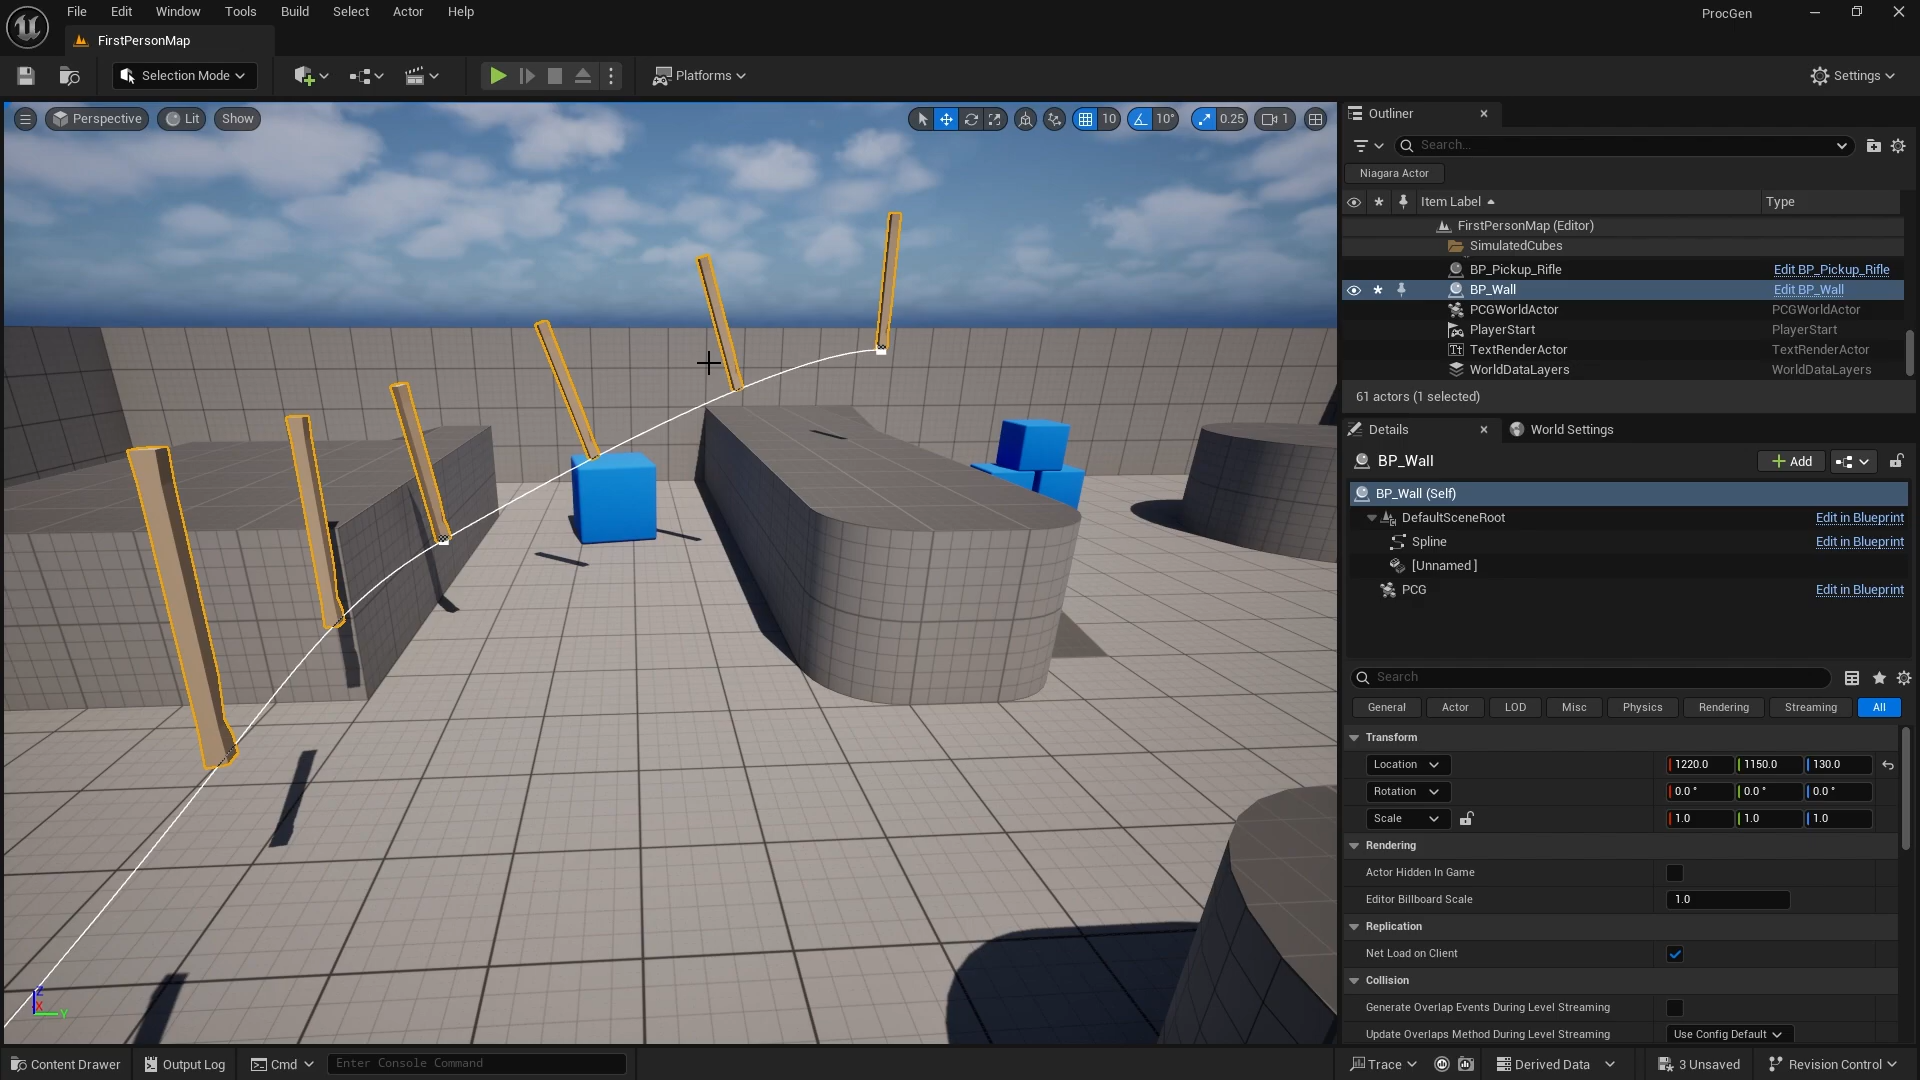 File Edit Window Tools Build Select Actor Help
ProcGen
FirstPersonMap
Selection Mode
Platforms
Settings
Perspective Lit Show
10 10° 0.25 1
Outliner
Search...
Niagara Actor
Item Label Type
FirstPersonMap (Editor)
SimulatedCubes
BP_Pickup_Rifle Edit BP_Pickup_Rifle
BP_Wall Edit BP_Wall
PCGWorldActor PCGWorldActor
PlayerStart PlayerStart
TextRenderActor TextRenderActor
WorldDataLayers WorldDataLayers
61 actors (1 selected)
Details World Settings
BP_Wall Add
BP_Wall (Self)
DefaultSceneRoot Edit in Blueprint
Spline Edit in Blueprint
[Unnamed ]
PCG Edit in Blueprint
Search
General Actor LOD Misc Physics Rendering Streaming All
Transform
Location 1220.0 1150.0 130.0
Rotation 0.0 ° 0.0 ° 0.0 °
Scale 1.0 1.0 1.0
Rendering
Actor Hidden In Game
Editor Billboard Scale 1.0
Replication
Net Load on Client
Collision
Generate Overlap Events During Level Streaming
Update Overlaps Method During Level Streaming Use Config Default
Z
X
Y
Content Drawer Output Log Cmd Enter Console Command Trace Derived Data 3 Unsaved Revision Control